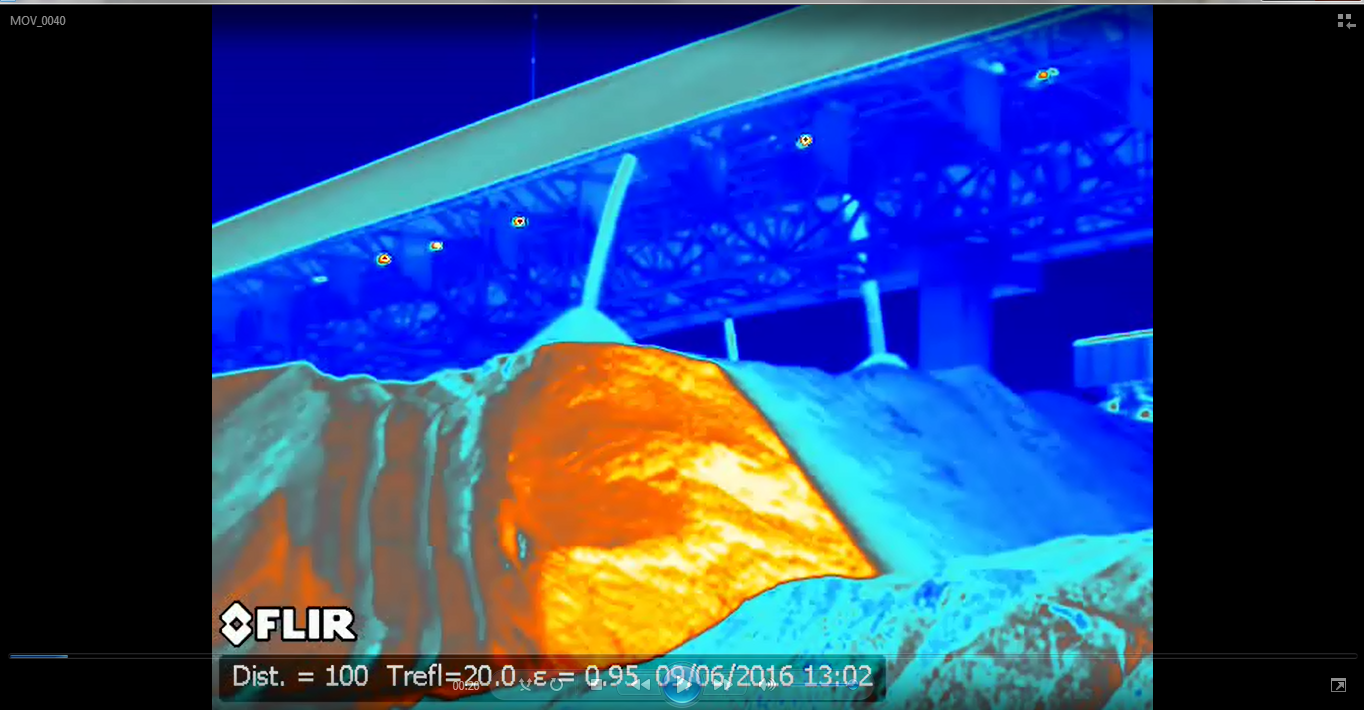 MOV_0040
FLIR
Dist. = 100 Trefl=20.0 ε = 0.95 09/06/2016 13:02
00:20